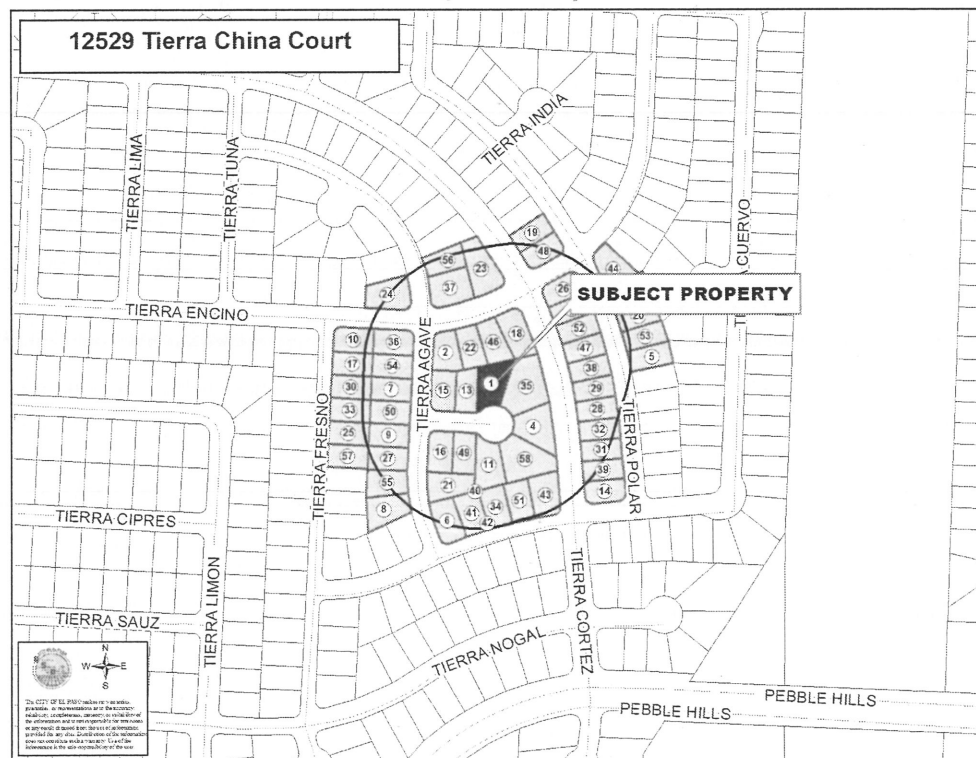 12529 Tierra China Court
TIERRA LIMA
TIERRA TUNA
TIERRA INDIA
TIERRA CUERVO
19
48
44
56
23
37
24
26
SUBJECT PROPERTY
TIERRA ENCINO
TIERRA AGAVE
20
10
36
2
22
46
18
52
53
17
54
47
5
30
7
15
13
1
35
38
29
33
50
28
25
9
4
32
57
27
16
49
11
58
31
55
21
40
39
8
6
41
34
51
43
14
42
TIERRA FRESNO
TIERRA POLAR
TIERRA CIPRES
TIERRA LIMON
TIERRA CORTEZ
TIERRA SAUZ
TIERRA NOGAL
PEBBLE HILLS
PEBBLE HILLS
N
W E
S